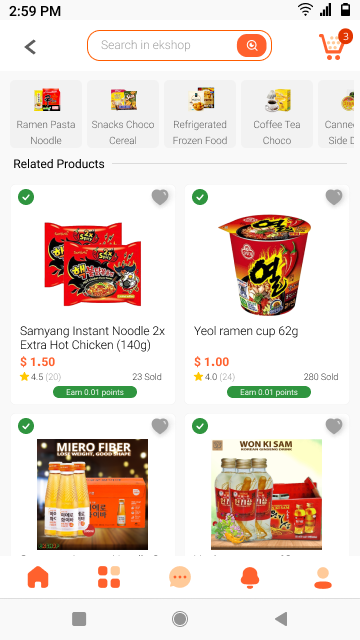 2:59 PM
Search in ekshop
3
Ramen Pasta
Noodle
Snacks Choco
Cereal
Refrigerated
Frozen Food
Coffee Tea
Choco
Related Products
Samyang Instant Noodle 2x
Extra Hot Chicken (140g)
$ 1.50
4.5 (20)
23 Sold
Earn 0.01 points
Yeol ramen cup 62g
$ 1.00
4.0 (24)
280 Sold
Earn 0.01 points
MIERO FIBER
LOSE WEIGHT, GOOD SHAPE
WON KI SAM
KOREAN GINSENG DRINK